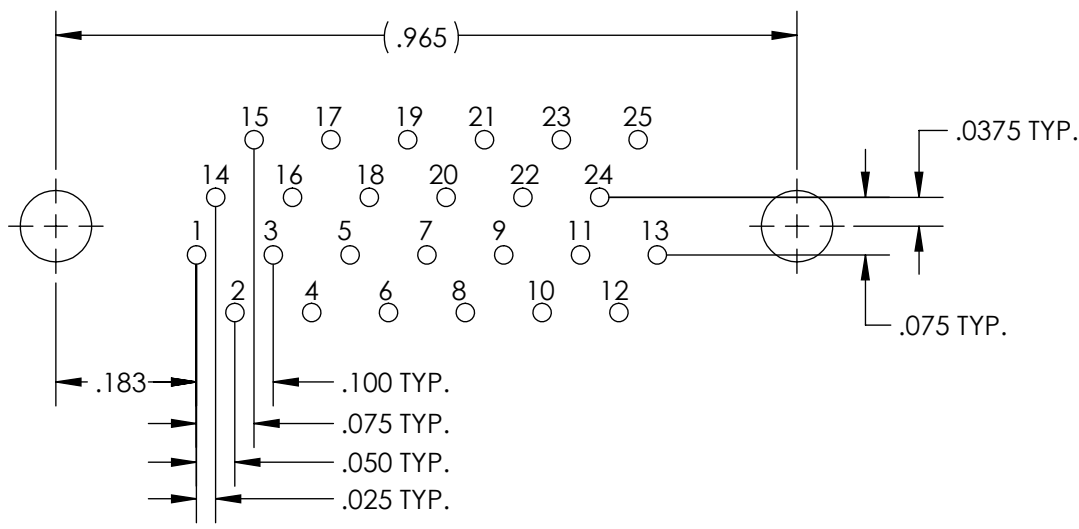 (.965)
15 17 19 21 23 25
.0375 TYP.
14 16 18 20 22 24
1 3 5 7 9 11 13
2 4 6 8 10 12
.075 TYP.
.183
.100 TYP.
.075 TYP.
.050 TYP.
.025 TYP.